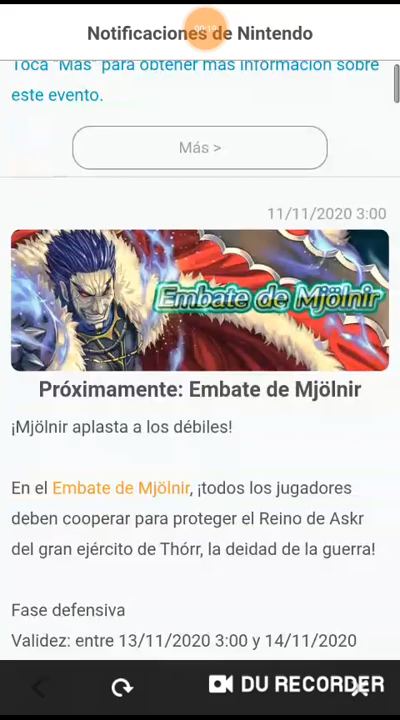 Notificaciones de Nintendo
Toca "Más" para obtener más información sobre
este evento.
Más >
11/11/2020 3:00
Embate de Mjölnir
Próximamente: Embate de Mjölnir
¡Mjölnir aplasta a los débiles!
En el Embate de Mjölnir, ¡todos los jugadores
deben cooperar para proteger el Reino de Askr
del gran ejército de Thórr, la deidad de la guerra!
Fase defensiva
Validez: entre 13/11/2020 3:00 y 14/11/2020
DU RECORDER